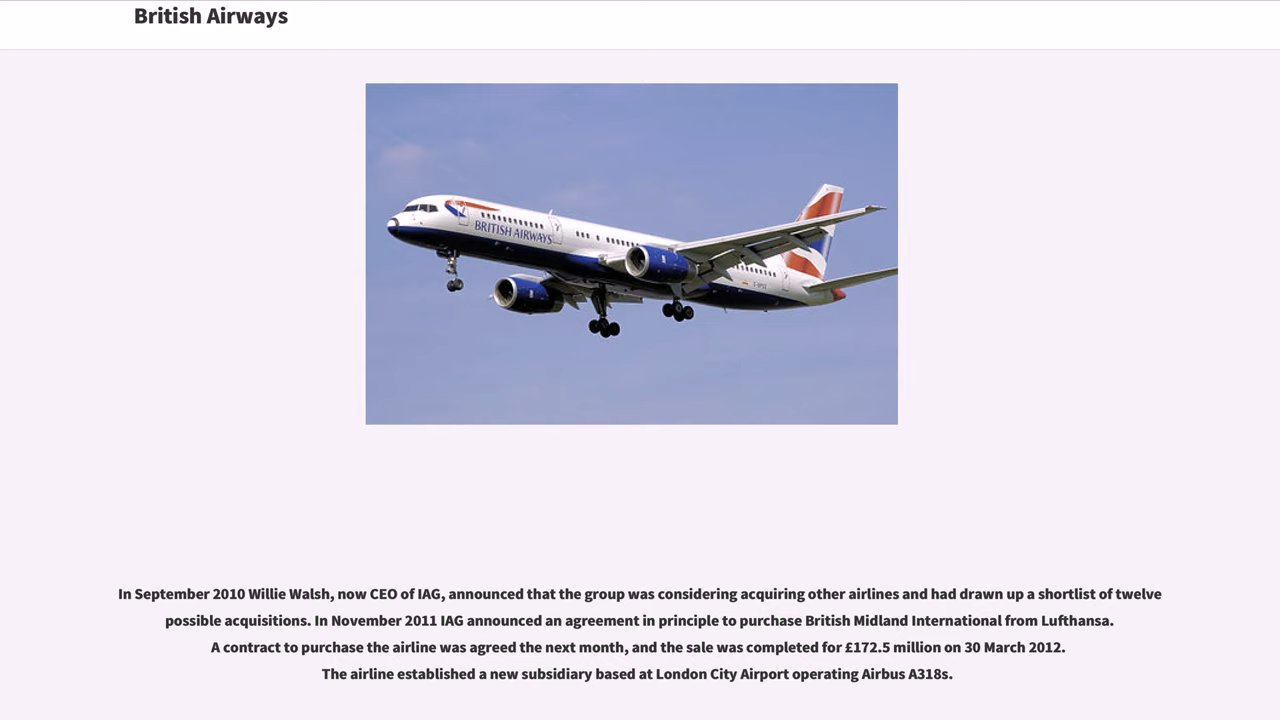 British Airways
BRITISH AIRWAYS
In September 2010 Willie Walsh, now CEO of IAG, announced that the group was considering acquiring other airlines and had drawn up a shortlist of twelve
possible acquisitions. In November 2011 IAG announced an agreement in principle to purchase British Midland International from Lufthansa.
A contract to purchase the airline was agreed the next month, and the sale was completed for £172.5 million on 30 March 2012.
The airline established a new subsidiary based at London City Airport operating Airbus A318s.